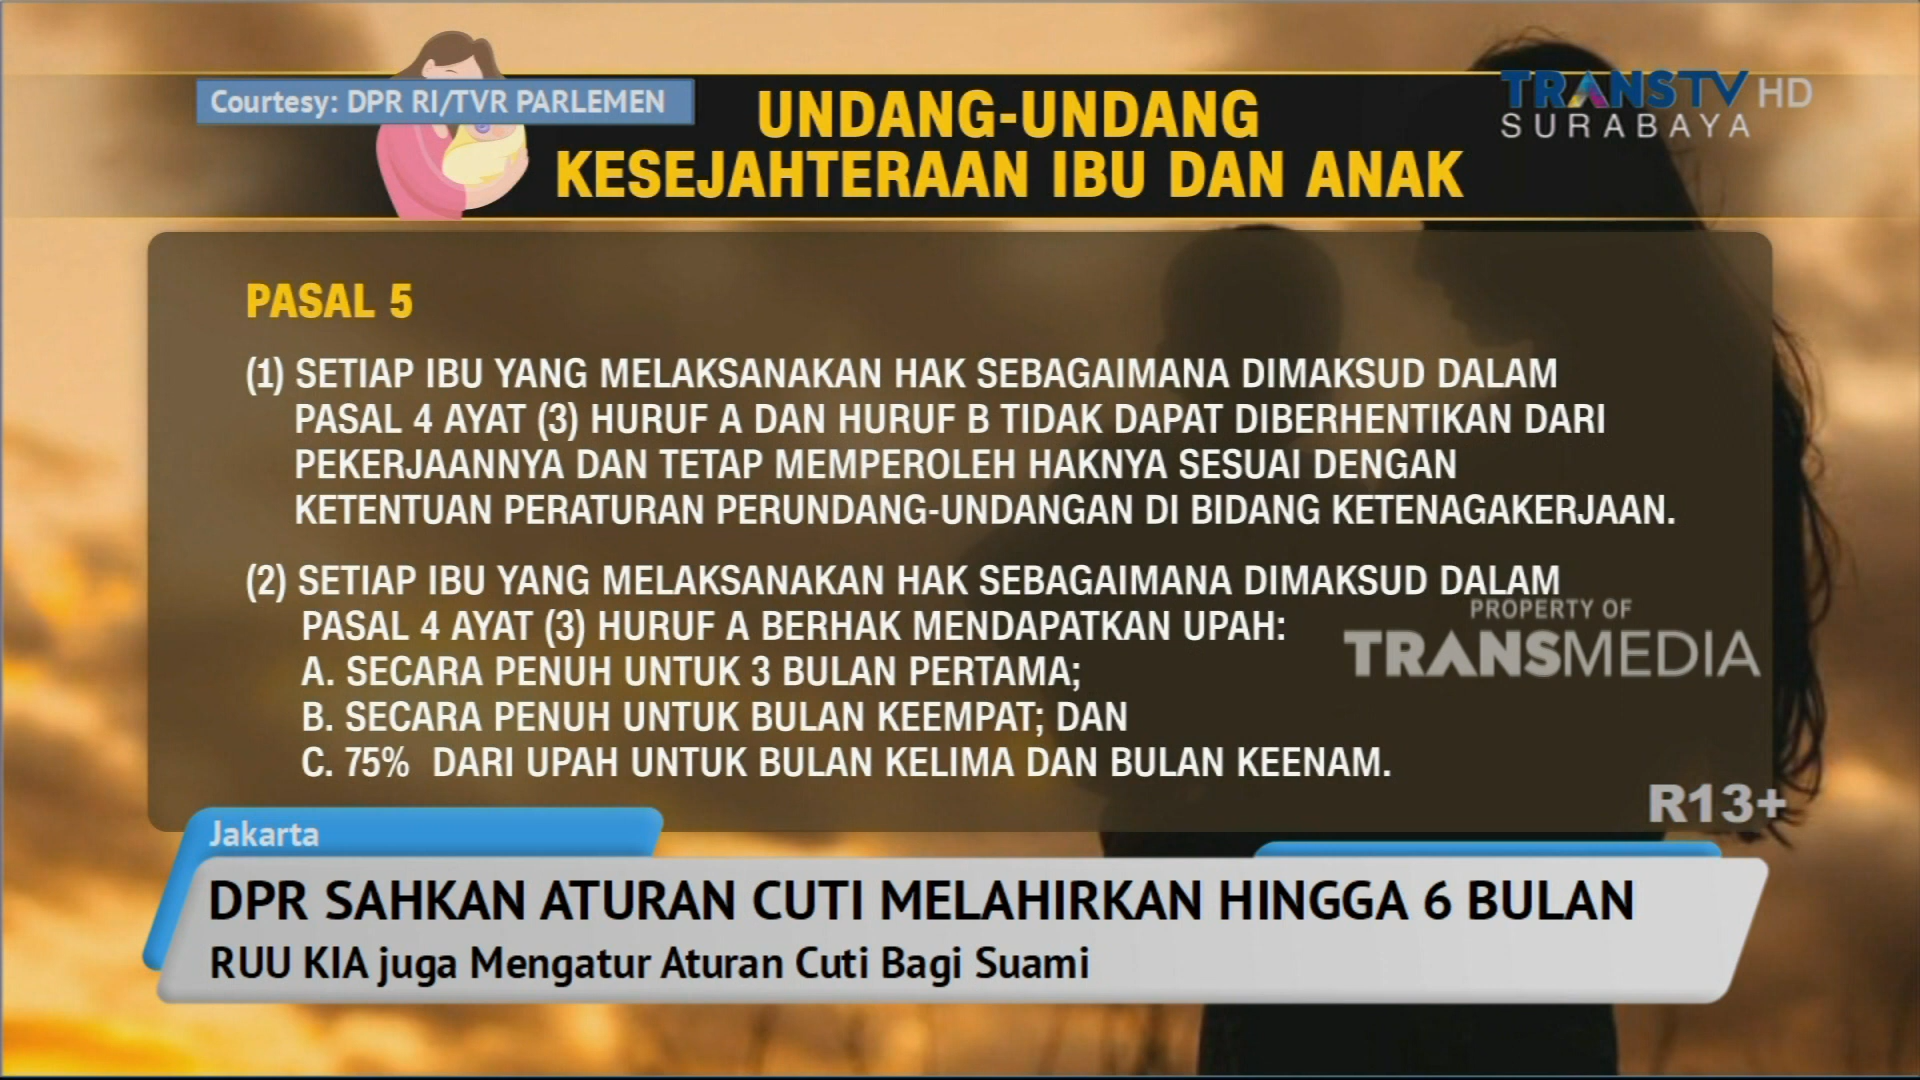 Courtesy: DPR RI/TVR PARLEMEN
TRANSTV HD
SURABAYA
UNDANG-UNDANG
KESEJAHTERAAN IBU DAN ANAK
PASAL 5
(1) SETIAP IBU YANG MELAKSANAKAN HAK SEBAGAIMANA DIMAKSUD DALAM
PASAL 4 AYAT (3) HURUF A DAN HURUF B TIDAK DAPAT DIBERHENTIKAN DARI
PEKERJAANNYA DAN TETAP MEMPEROLEH HAKNYA SESUAI DENGAN
KETENTUAN PERATURAN PERUNDANG-UNDANGAN DI BIDANG KETENAGAKERJAAN.
(2) SETIAP IBU YANG MELAKSANAKAN HAK SEBAGAIMANA DIMAKSUD DALAM
PASAL 4 AYAT (3) HURUF A BERHAK MENDAPATKAN UPAH:
A. SECARA PENUH UNTUK 3 BULAN PERTAMA;
B. SECARA PENUH UNTUK BULAN KEEMPAT; DAN
C. 75% DARI UPAH UNTUK BULAN KELIMA DAN BULAN KEENAM.
PROPERTY OF
TRANSMEDIA
R13+
Jakarta
DPR SAHKAN ATURAN CUTI MELAHIRKAN HINGGA 6 BULAN
RUU KIA juga Mengatur Aturan Cuti Bagi Suami